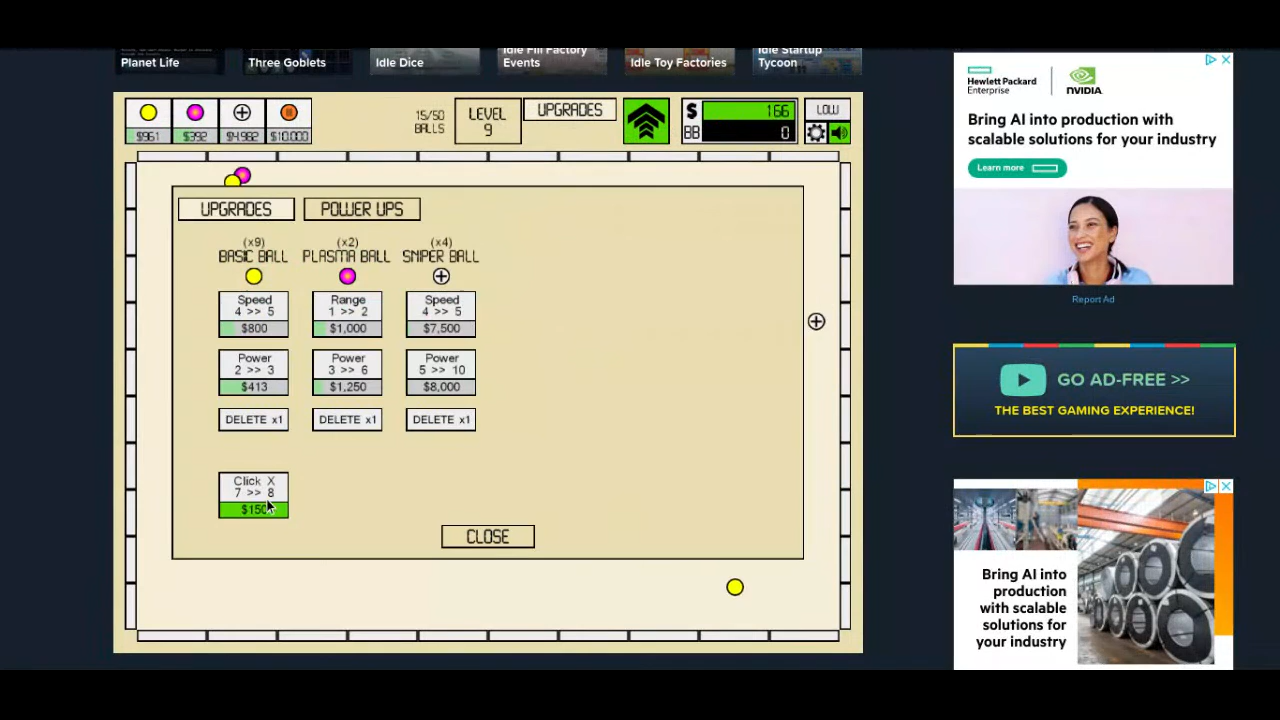 Planet Life
Three Goblets
Idle Dice
Idle Fill Factory
Events
Idle Toy Factories
Idle Startup
Tycoon
$961
$392
$4,982
$10,000
15/50
BALLS
LEVEL
9
UPGRADES
$ 166
BB 0
LOW
UPGRADES
POWER UPS
(x9)
BASIC BALL
(x2)
PLASMA BALL
(x4)
SNIPER BALL
Speed
4 >> 5
$800
Range
1 >> 2
$1,000
Speed
4 >> 5
$7,500
Power
2 >> 3
$413
Power
3 >> 6
$1,250
Power
5 >> 10
$8,000
DELETE x1
DELETE x1
DELETE x1
Click X
7 >> 8
$150
CLOSE
Hewlett Packard
Enterprise
NVIDIA.
Bring AI into production with
scalable solutions for your industry
Learn more
Report Ad
GO AD-FREE >>
THE BEST GAMING EXPERIENCE!
Bring AI into
production
with scalable
solutions for
your industry